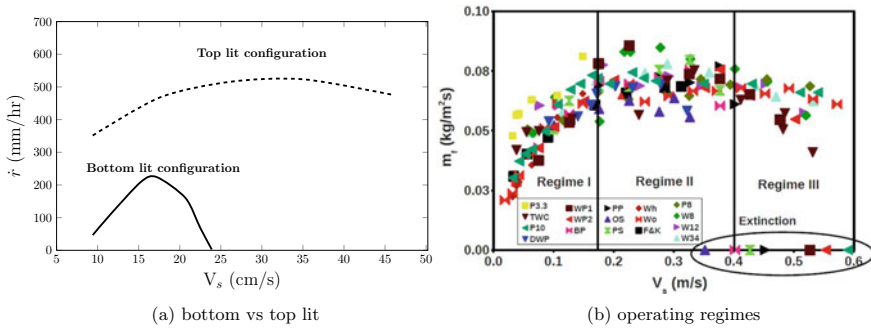 700
600
500
400
300
200
100
0
ṙ (mm/hr)
Top lit configuration
Bottom lit configuration
5 10 15 20 25 30 35 40 45 50
V_s (cm/s)
(a) bottom vs top lit
0.10
0.08
0.05
0.03
0.00
m_f (kg/m²s)
Regime I Regime II Regime III
P3.3 WP1 PP Wh P8
TWC WP2 OS Wo W8
P10 BP PS F&K W12
DWP W34
Extinction
0.0 0.1 0.2 0.3 0.4 0.5 0.6
V_s (m/s)
(b) operating regimes